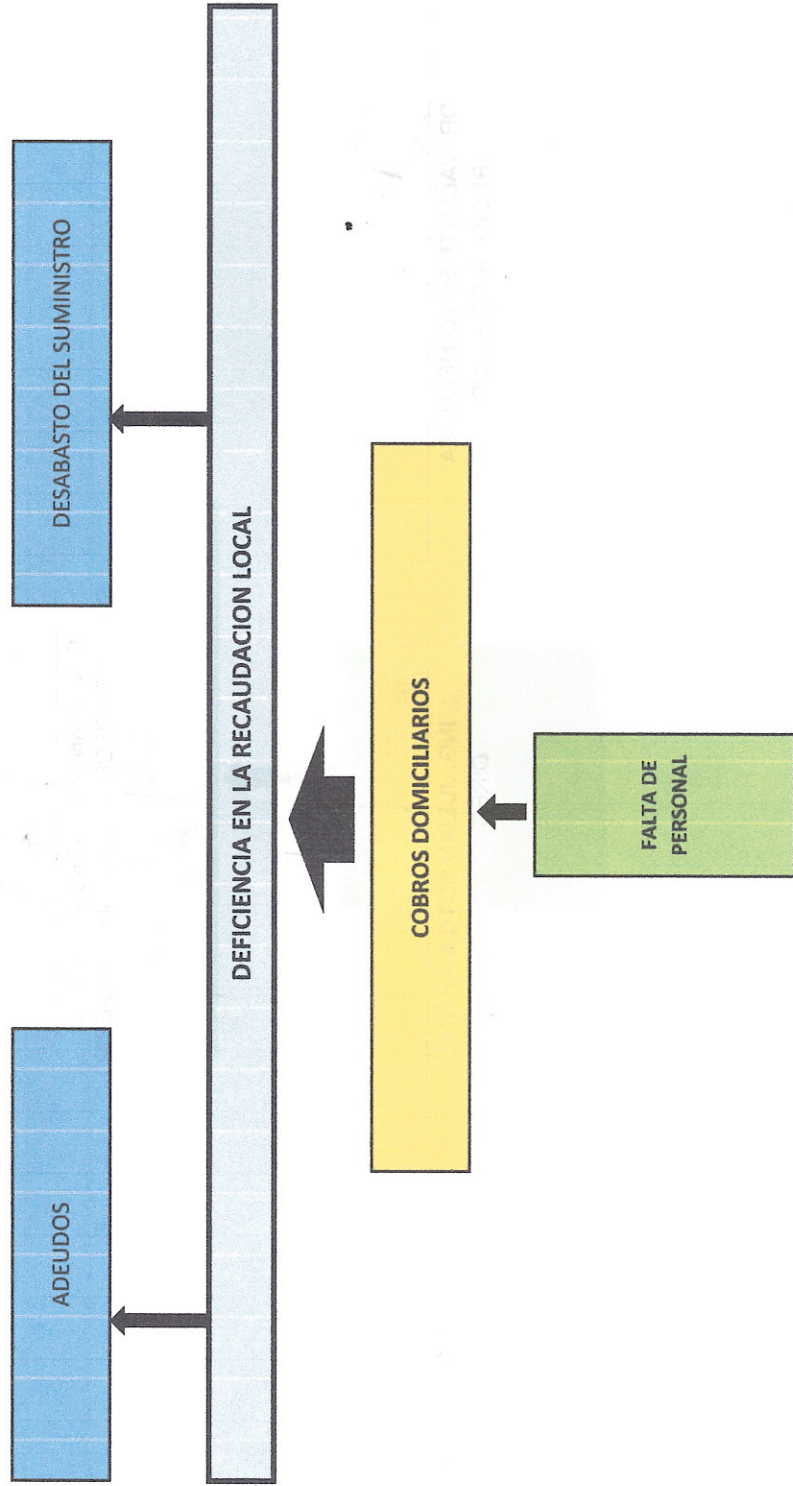 ADEUDOS
DESABASTO DEL SUMINISTRO
DEFICIENCIA EN LA RECAUDACION LOCAL
COBROS DOMICILIARIOS
FALTA DE
PERSONAL